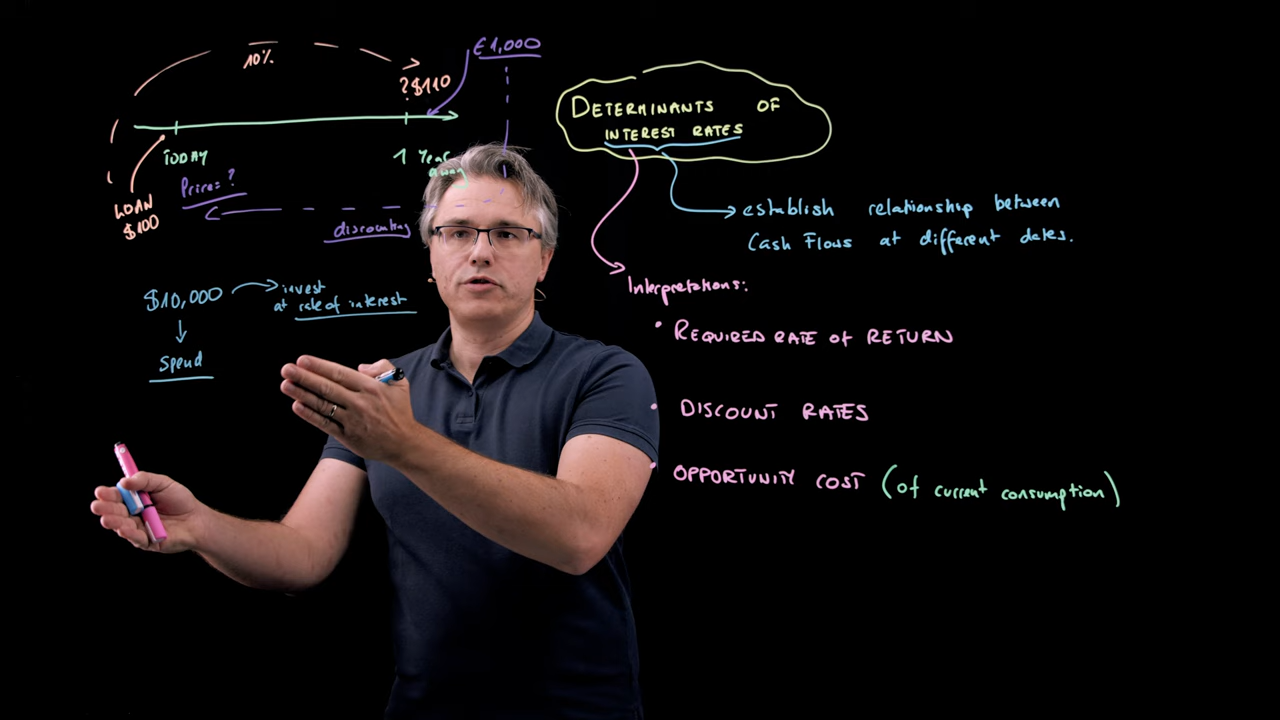 10%
€1,000
? $110
TODAY
1 Year
away
LOAN
$100
Price = ?
discounting
$10,000
invest
at rate of interest
Spend
DETERMINANTS OF
INTEREST RATES
establish relationship between
Cash Flows at different dates.
Interpretations:
• REQUIRED RATE OF RETURN
• DISCOUNT RATES
• OPPORTUNITY COST (of current consumption)